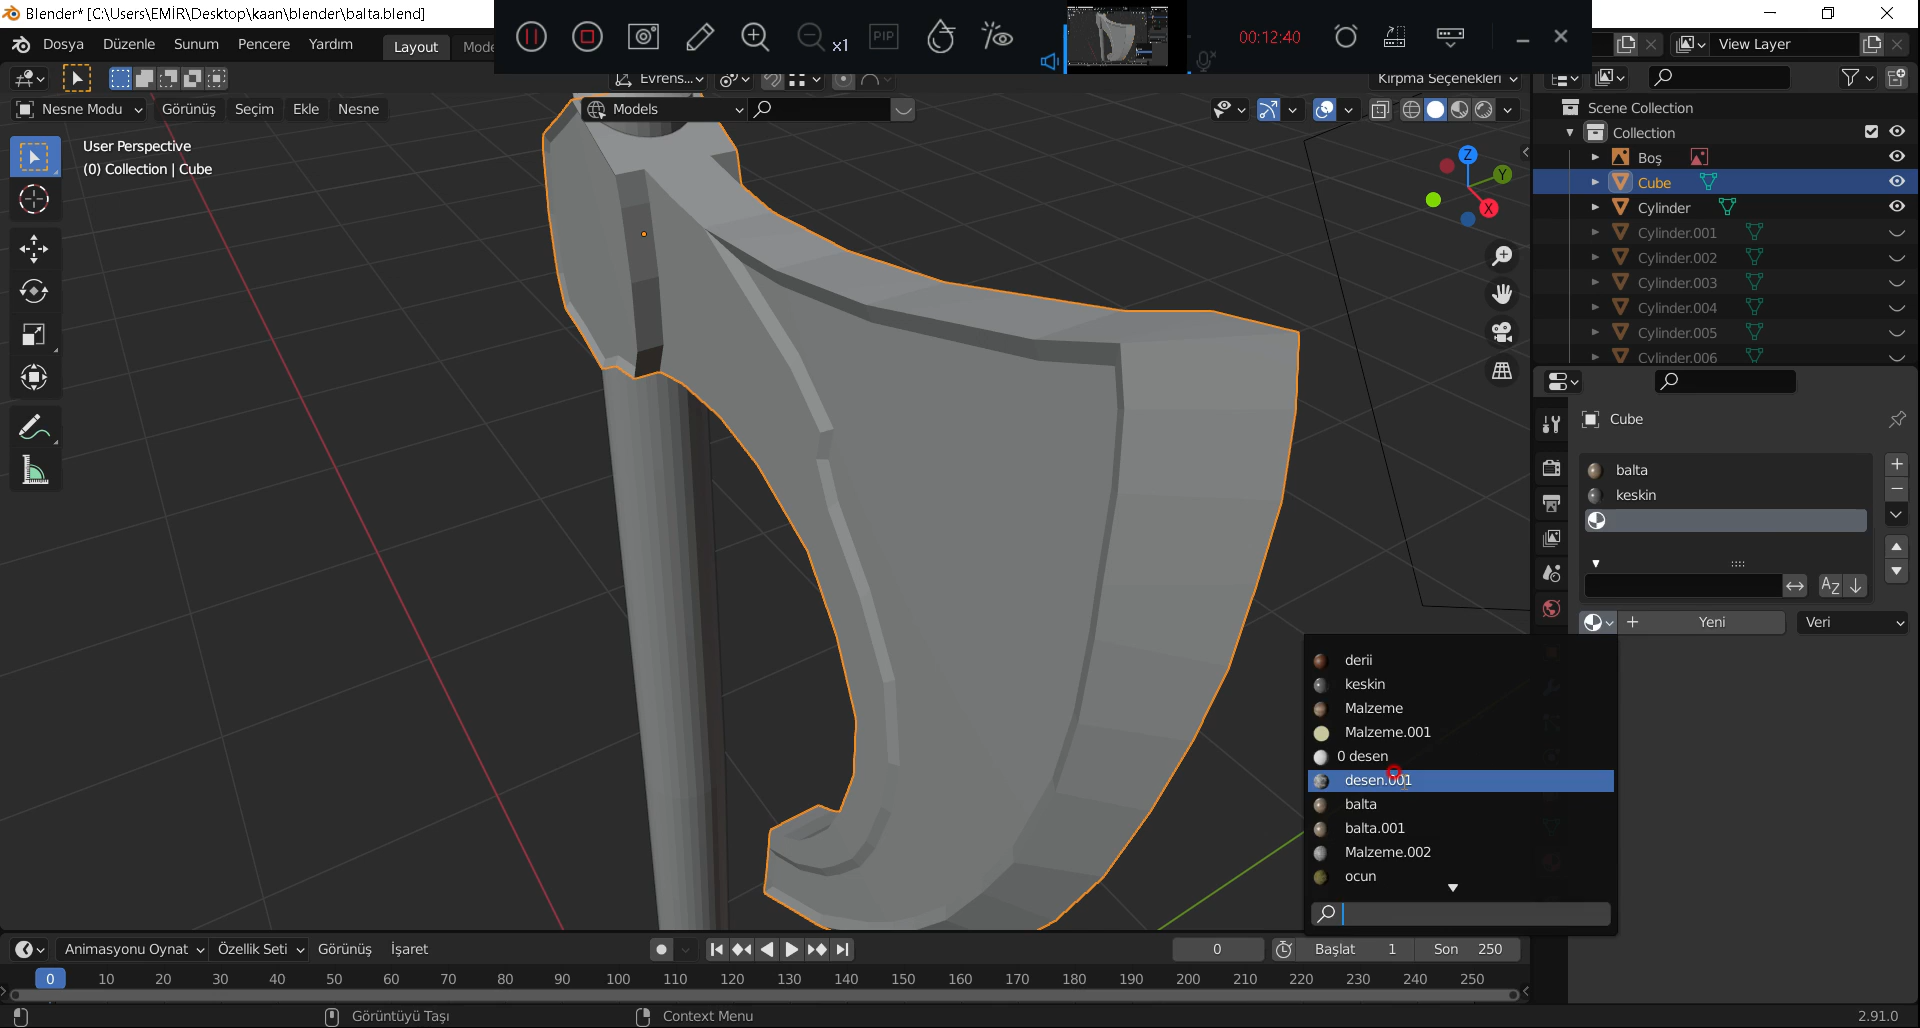 Blender* [C:\Users\EMİR\Desktop\kaan\blender\balta.blend]
x1
PIP
00:12:40
Dosya Düzenle Sunum Pencere Yardım Layout Mode
View Layer
Evrens...
Kırpma Seçenekleri
Nesne Modu Görünüş Seçim Ekle Nesne
Models
User Perspective
(0) Collection | Cube
Z
Y
X
Scene Collection
Collection
Boş
Cube
Cylinder
Cylinder.001
Cylinder.002
Cylinder.003
Cylinder.004
Cylinder.005
Cylinder.006
Cube
balta
keskin
AZ
Yeni
Veri
derii
keskin
Malzeme
Malzeme.001
0 desen
desen.001
balta
balta.001
Malzeme.002
ocun
Animasyonu Oynat Özellik Seti Görünüş İşaret
0
Başlat 1
Son 250
0 10 20 30 40 50 60 70 80 90 100 110 120 130 140 150 160 170 180 190 200 210 220 230 240 250
Görüntüyü Taşı
Context Menu
2.91.0